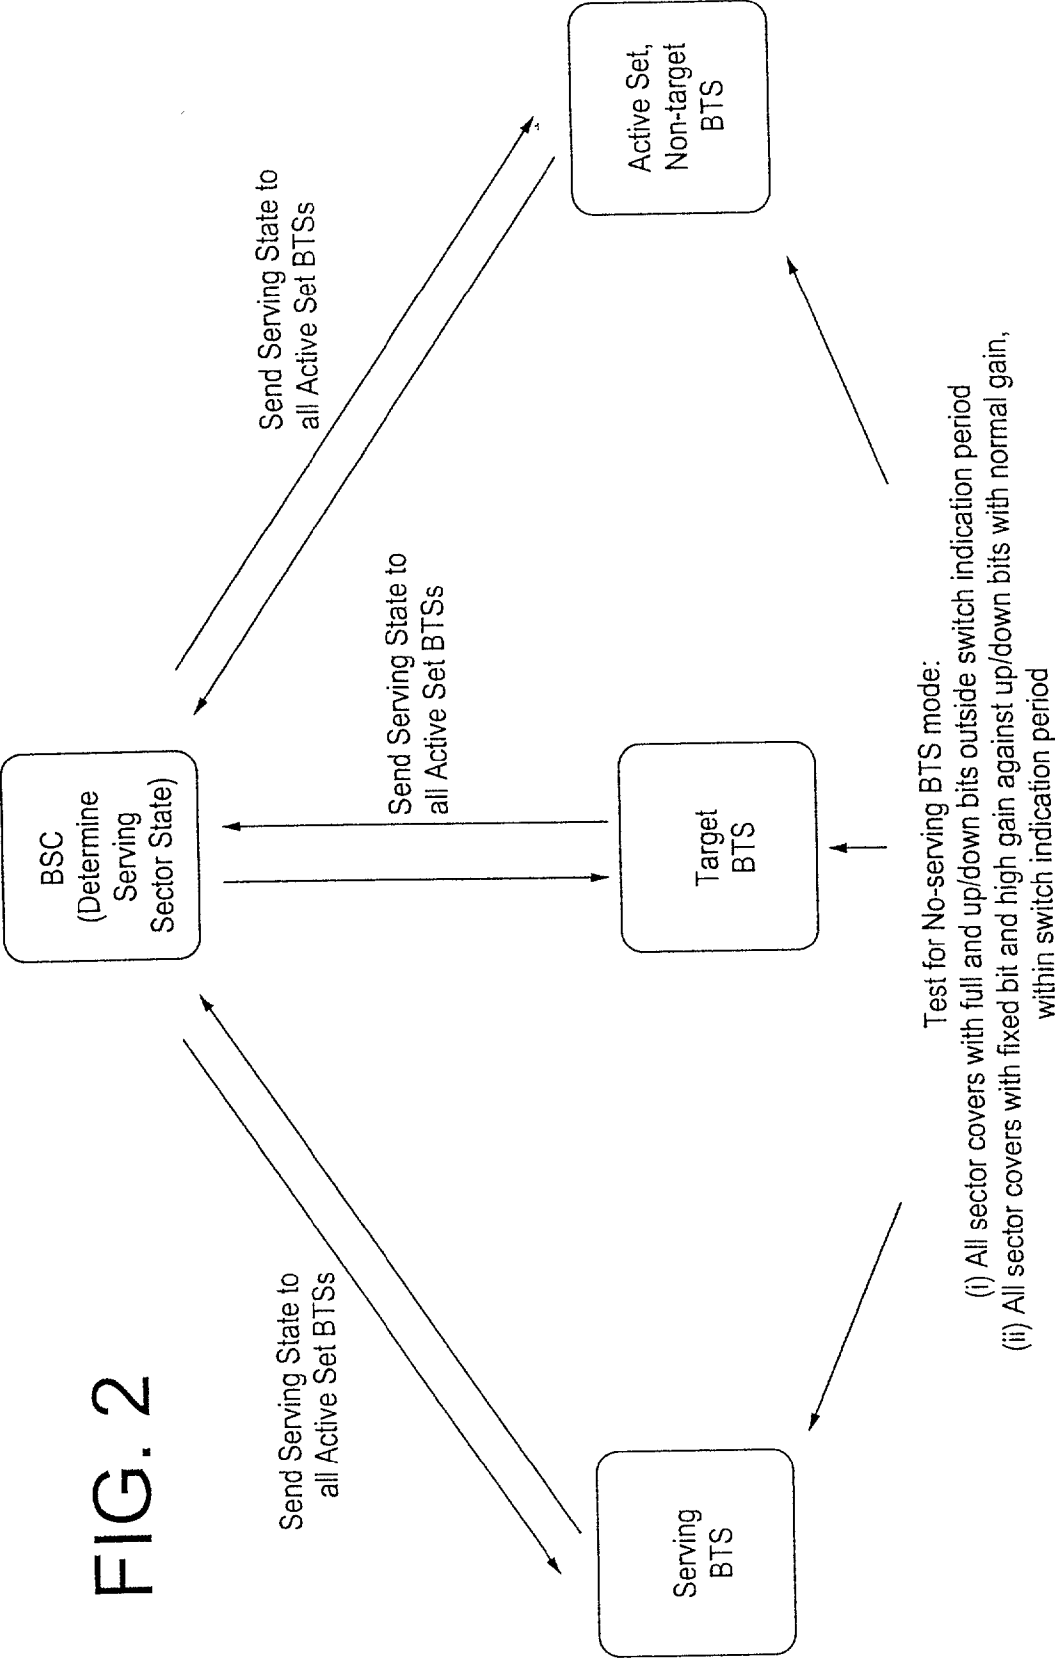 FIG. 2
BSC
(Determine
Serving
Sector State)
Send Serving State to
all Active Set BTSs
Send Serving State to
all Active Set BTSs
Send Serving State to
all Active Set BTSs
Serving
BTS
Target
BTS
Active Set,
Non-target
BTS
Test for No-serving BTS mode:
(i) All sector covers with full and up/down bits outside switch indication period
(ii) All sector covers with fixed bit and high gain against up/down bits with normal gain,
within switch indication period